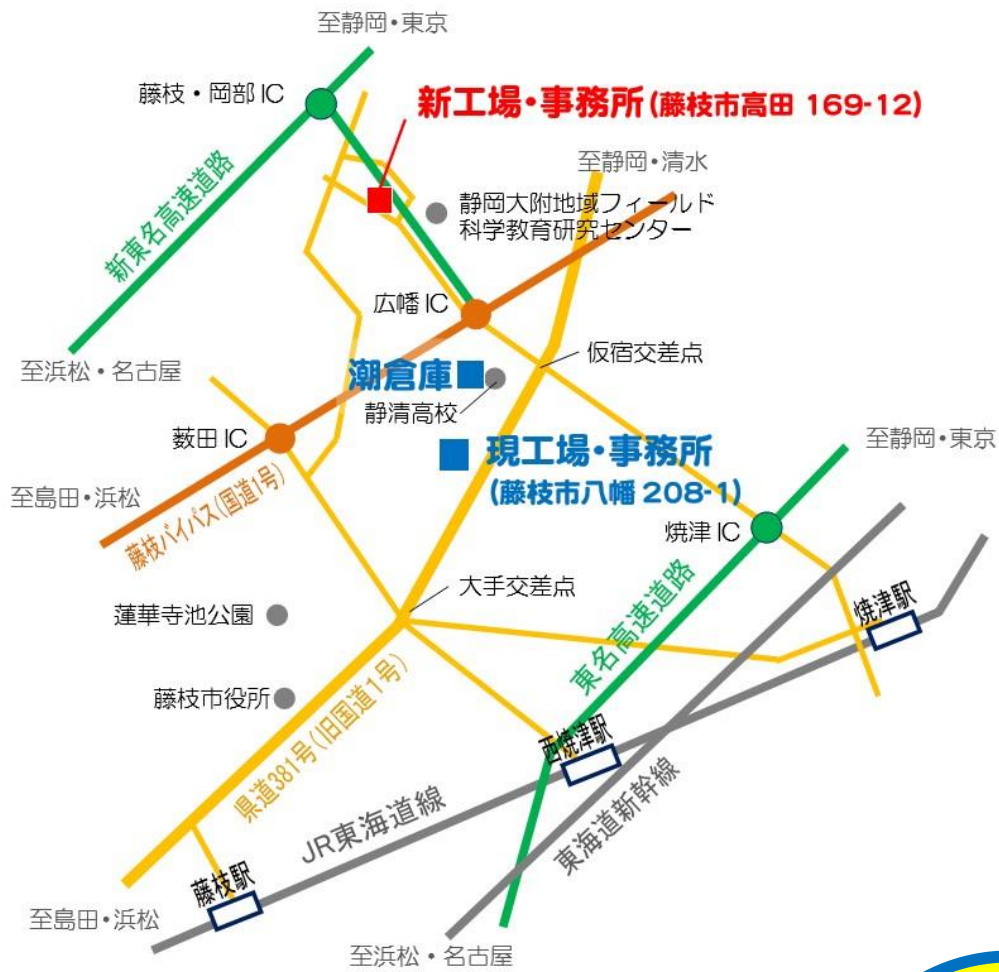 至静岡・東京
藤枝・岡部 IC
新工場・事務所(藤枝市高田 169-12)
至静岡・清水
新東名高速道路
静岡大附地域フィールド
科学教育研究センター
広幡 IC
仮宿交差点
至浜松・名古屋
潮倉庫
静清高校
薮田 IC
現工場・事務所
(藤枝市八幡 208-1)
至静岡・東京
至島田・浜松
藤枝バイパス(国道1号)
焼津 IC
大手交差点
蓮華寺池公園
東名高速道路
焼津駅
藤枝市役所
県道381号(旧国道1号)
西焼津駅
JR東海道線
東海道新幹線
藤枝駅
至島田・浜松
至浜松・名古屋